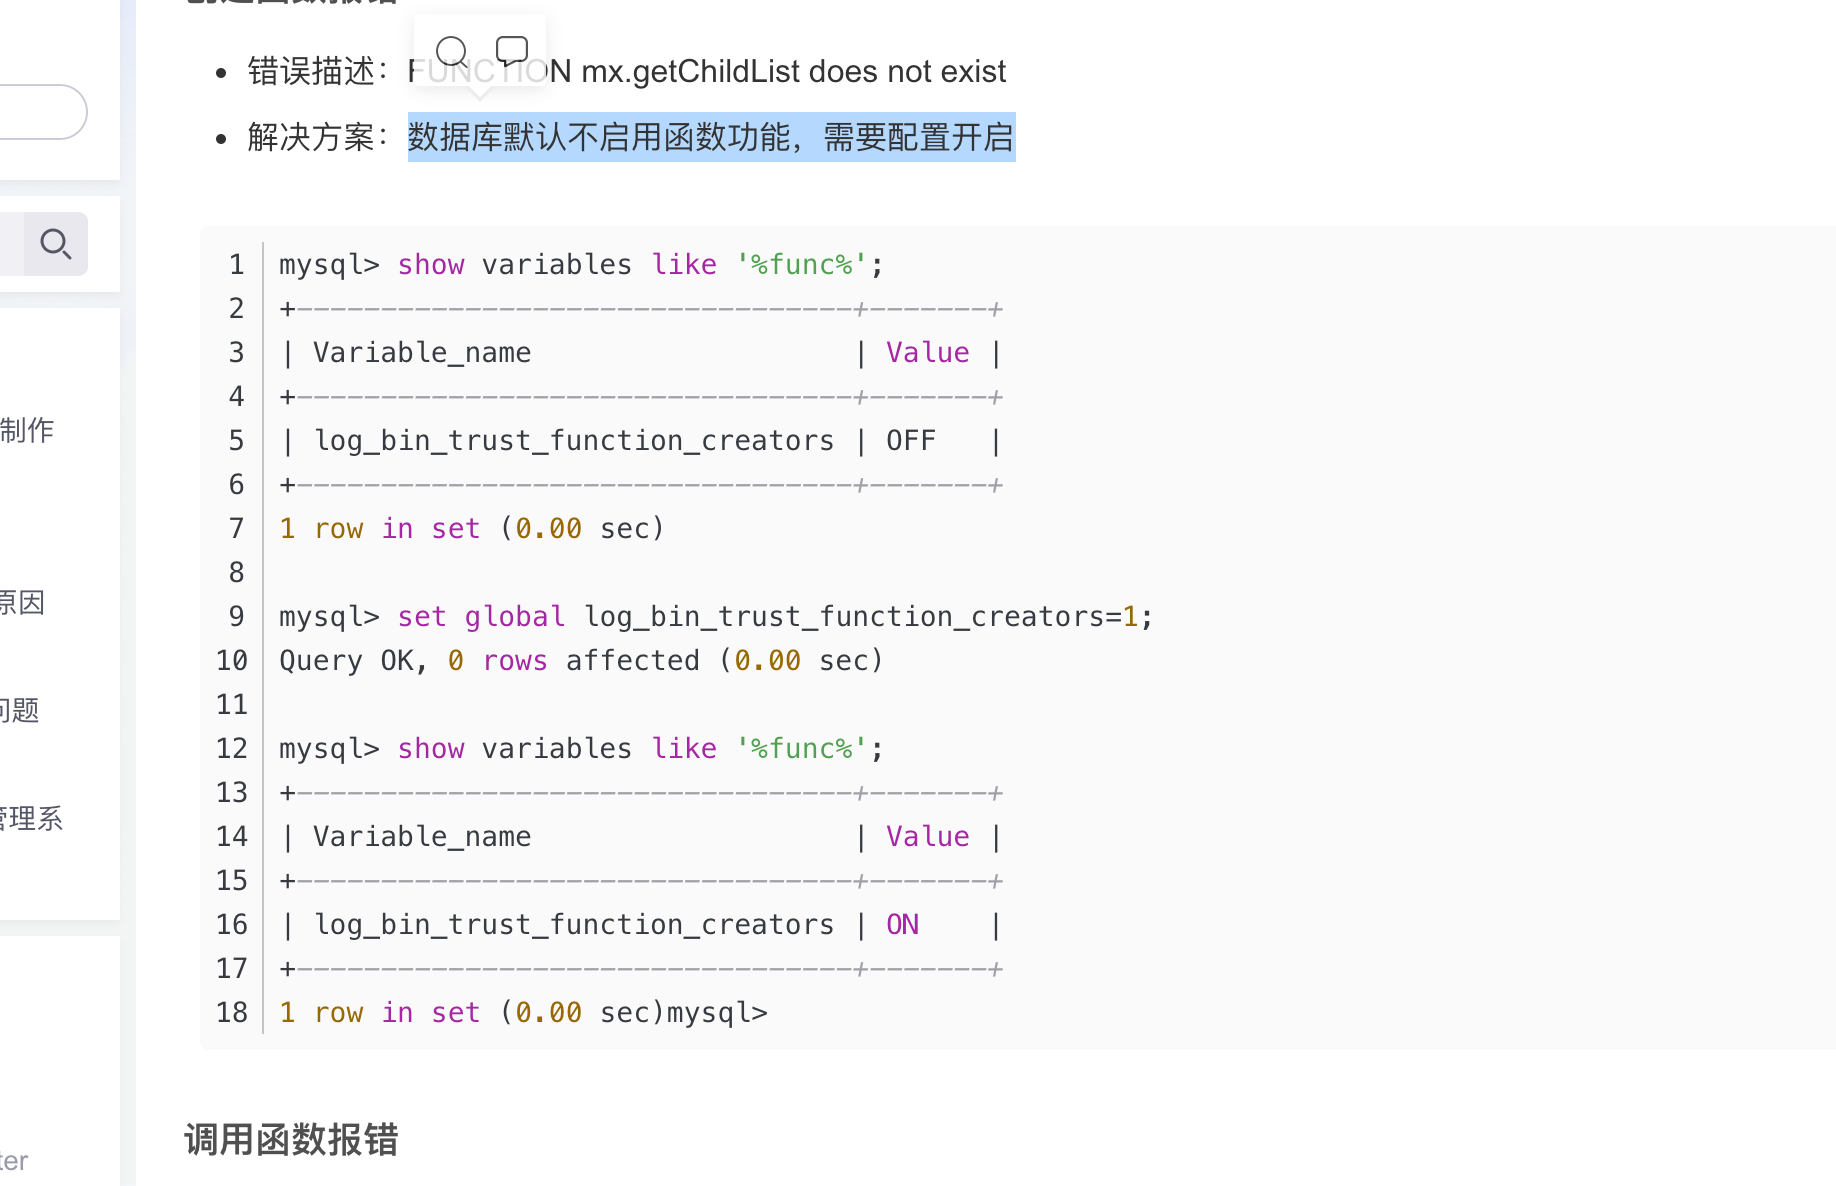 错误描述：FUNCTION mx.getChildList does not exist
解决方案：数据库默认不启用函数功能，需要配置开启
制作
原因
问题
管理系
ter
1 mysql> show variables like '%func%';
2 +---------------------------------+-------+
3 | Variable_name                   | Value |
4 +---------------------------------+-------+
5 | log_bin_trust_function_creators | OFF   |
6 +---------------------------------+-------+
7 1 row in set (0.00 sec)
8
9 mysql> set global log_bin_trust_function_creators=1;
10 Query OK, 0 rows affected (0.00 sec)
11
12 mysql> show variables like '%func%';
13 +---------------------------------+-------+
14 | Variable_name                   | Value |
15 +---------------------------------+-------+
16 | log_bin_trust_function_creators | ON    |
17 +---------------------------------+-------+
18 1 row in set (0.00 sec)mysql>
调用函数报错